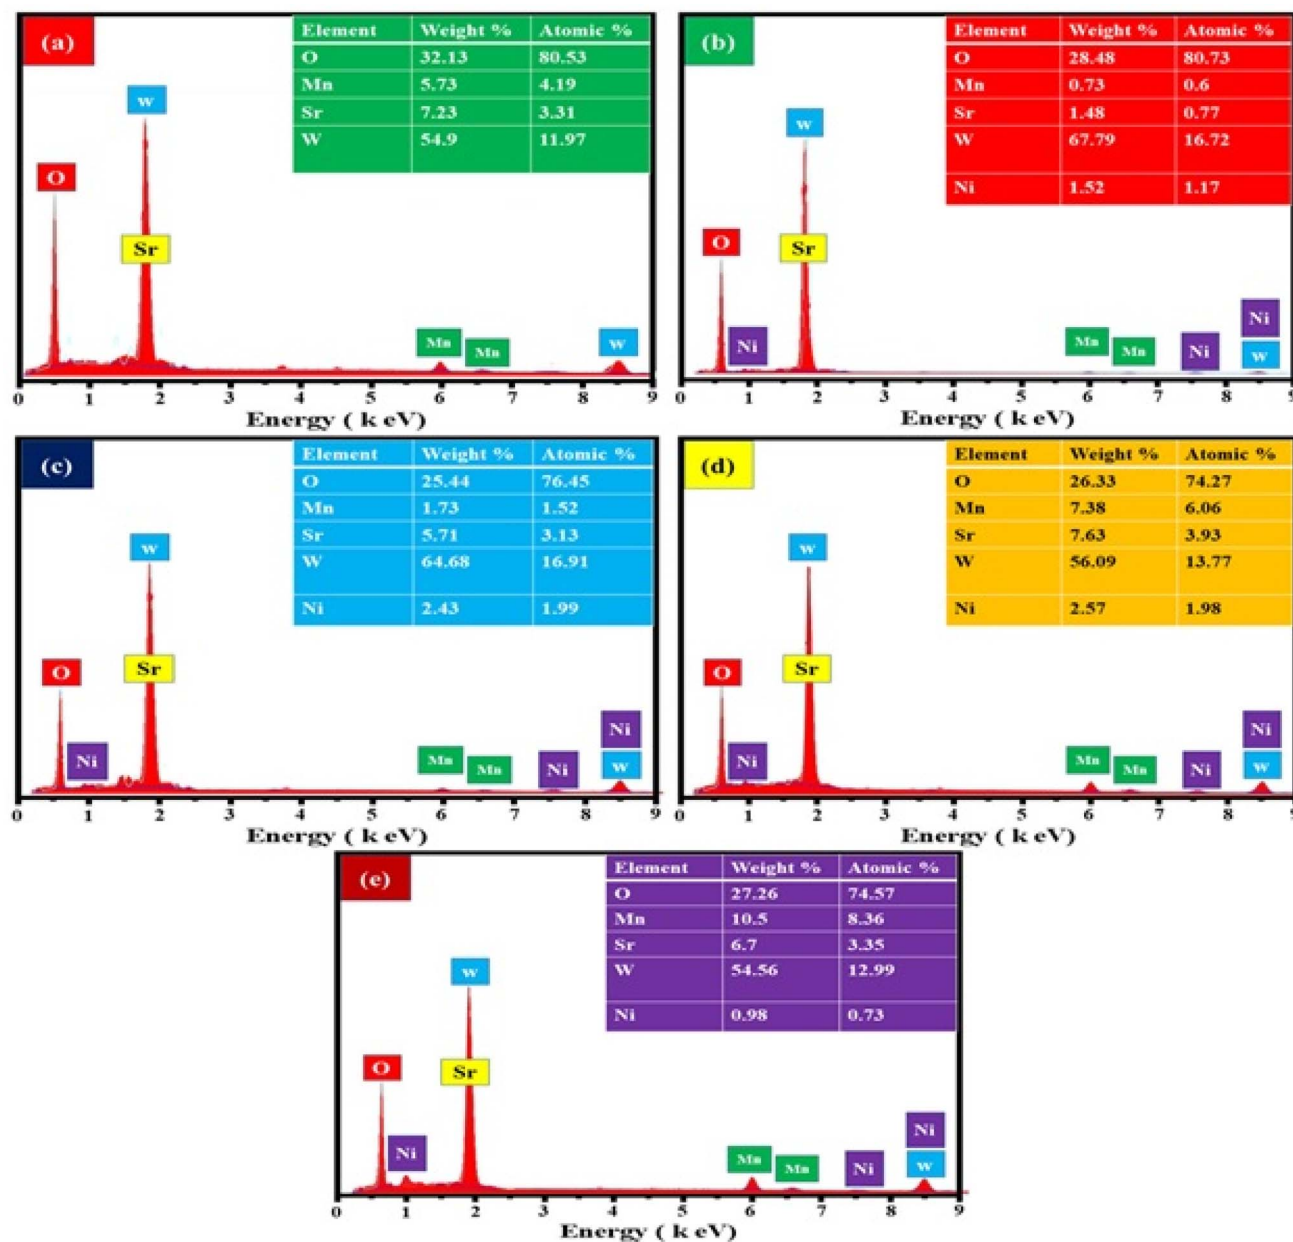 (a)
Element Weight % Atomic %
O 32.13 80.53
Mn 5.73 4.19
Sr 7.23 3.31
W 54.9 11.97
w
O
Sr
Mn Mn w
0 1 2 3 4 5 6 7 8 9
Energy ( k eV)
(b)
Element Weight % Atomic %
O 28.48 80.73
Mn 0.73 0.6
Sr 1.48 0.77
W 67.79 16.72
Ni 1.52 1.17
w
O
Sr
Ni
Ni Mn Mn Ni w
0 1 2 3 4 5 6 7 8 9
Energy ( k eV)
(c)
Element Weight % Atomic %
O 25.44 76.45
Mn 1.73 1.52
Sr 5.71 3.13
W 64.68 16.91
Ni 2.43 1.99
w
O
Sr
Ni
Ni Mn Mn Ni w
0 1 2 3 4 5 6 7 8 9
Energy ( k eV)
(d)
Element Weight % Atomic %
O 26.33 74.27
Mn 7.38 6.06
Sr 7.63 3.93
W 56.09 13.77
Ni 2.57 1.98
w
O
Sr
Ni
Ni Mn Mn Ni w
0 1 2 3 4 5 6 7 8 9
Energy ( k eV)
(e)
Element Weight % Atomic %
O 27.26 74.57
Mn 10.5 8.36
Sr 6.7 3.35
W 54.56 12.99
Ni 0.98 0.73
w
O
Sr
Ni
Ni Mn Mn Ni w
0 1 2 3 4 5 6 7 8 9
Energy ( k eV)